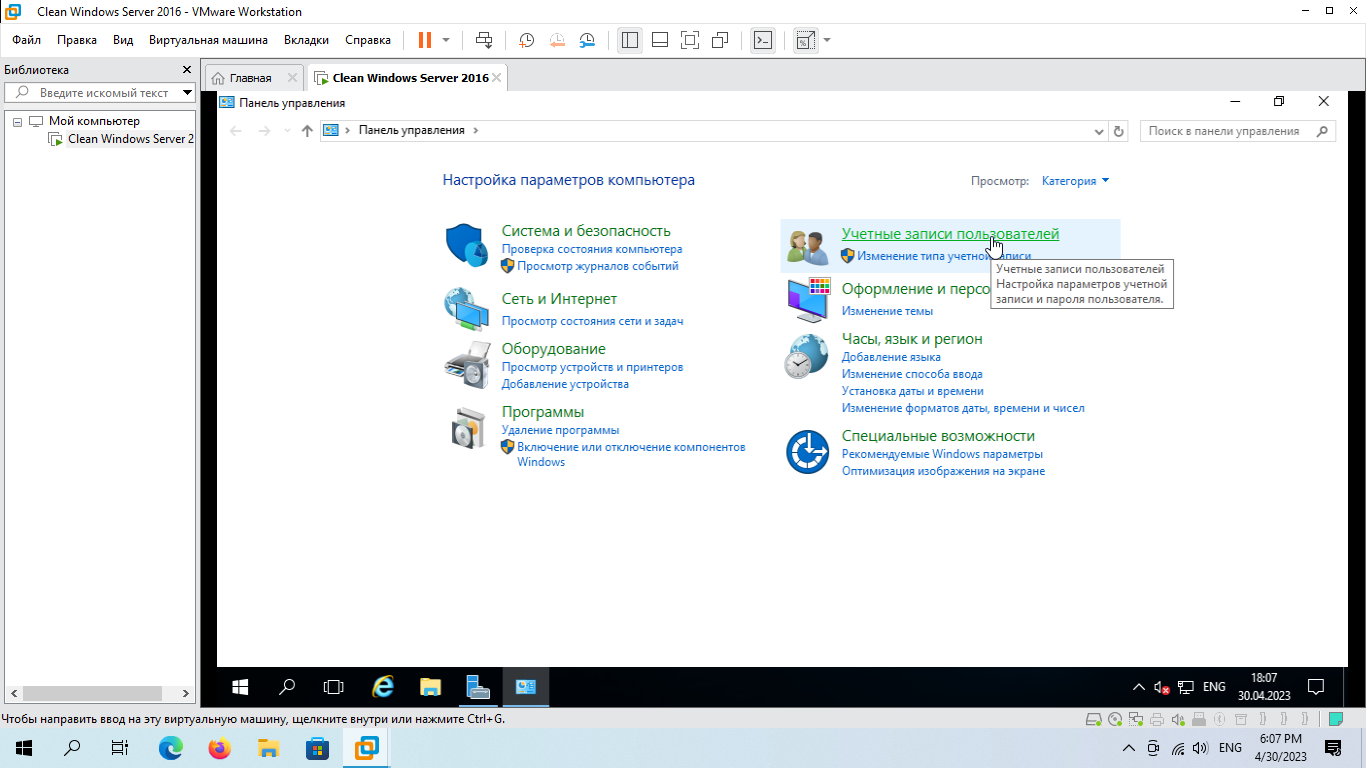 Clean Windows Server 2016 - VMware Workstation
Файл Правка Вид Виртуальная машина Вкладки Справка
Библиотека
Введите искомый текст
Мой компьютер
Clean Windows Server 2
Главная
Clean Windows Server 2016
Панель управления
Панель управления
Поиск в панели управления
Настройка параметров компьютера
Просмотр: Категория
Система и безопасность
Проверка состояния компьютера
Просмотр журналов событий
Сеть и Интернет
Просмотр состояния сети и задач
Оборудование
Просмотр устройств и принтеров
Добавление устройства
Программы
Удаление программы
Включение или отключение компонентов
Windows
Учетные записи пользователей
Изменение типа учетной записи
Учетные записи пользователей
Настройка параметров учетной
записи и пароля пользователя.
Оформление и персо
Изменение темы
Часы, язык и регион
Добавление языка
Изменение способа ввода
Установка даты и времени
Изменение форматов даты, времени и чисел
Специальные возможности
Рекомендуемые Windows параметры
Оптимизация изображения на экране
ENG
18:07
30.04.2023
Чтобы направить ввод на эту виртуальную машину, щелкните внутри или нажмите Ctrl+G.
ENG
6:07 PM
4/30/2023